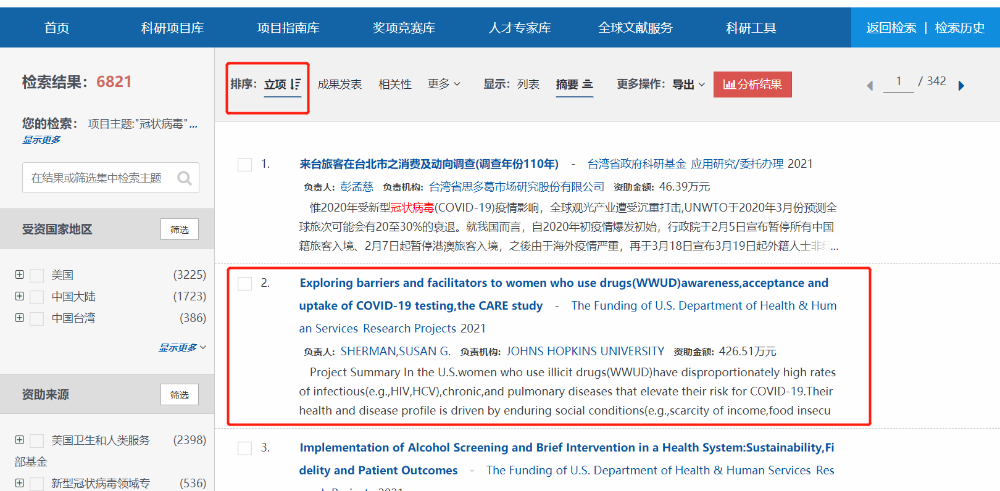 首页 科研项目库 项目指南库 奖项竞赛库 人才专家库 全球文献服务 科研工具 返回检索 | 检索历史
检索结果：6821
您的检索： 项目主题:"冠状病毒"...
显示更多
在结果或筛选集中检索主题
受资国家地区 筛选
美国 (3225)
中国大陆 (1723)
中国台湾 (386)
显示更多
资助来源 筛选
美国卫生和人类服务 (2398)
部基金
新型冠状病毒领域专 (536)
排序： 立项 成果发表 相关性 更多 显示： 列表 摘要 更多操作： 导出 分析结果 1 / 342
1. 来台旅客在台北市之消费及动向调查(调查年份110年) - 台湾省政府科研基金 应用研究/委托办理 2021
负责人: 彭孟慈 负责机构: 台湾省思多葛市场研究股份有限公司 资助金额: 46.39万元
惟2020年受新型冠状病毒(COVID-19)疫情影响，全球观光产业遭受沉重打击,UNWTO于2020年3月份预测全
球旅次可能会有20至30%的衰退。就我国而言，自2020年初疫情爆发初始，行政院于2月5日宣布暂停所有中国
籍旅客入境、2月7日起暂停港澳旅客入境，之後由于海外疫情严重，再于3月18日宣布3月19日起外籍人士非经...
2. Exploring barriers and facilitators to women who use drugs(WWUD)awareness,acceptance and
uptake of COVID-19 testing,the CARE study - The Funding of U.S. Department of Health & Hum
an Services Research Projects 2021
负责人: SHERMAN,SUSAN G. 负责机构: JOHNS HOPKINS UNIVERSITY 资助金额: 426.51万元
Project Summary In the U.S.women who use illicit drugs(WWUD)have disproportionately high rates
of infectious(e.g.,HIV,HCV),chronic,and pulmonary diseases that elevate their risk for COVID-19.Their
health and disease profile is driven by enduring social conditions(e.g.,scarcity of income,food insecu
3. Implementation of Alcohol Screening and Brief Intervention in a Health System:Sustainability,Fi
delity and Patient Outcomes - The Funding of U.S. Department of Health & Human Services Res